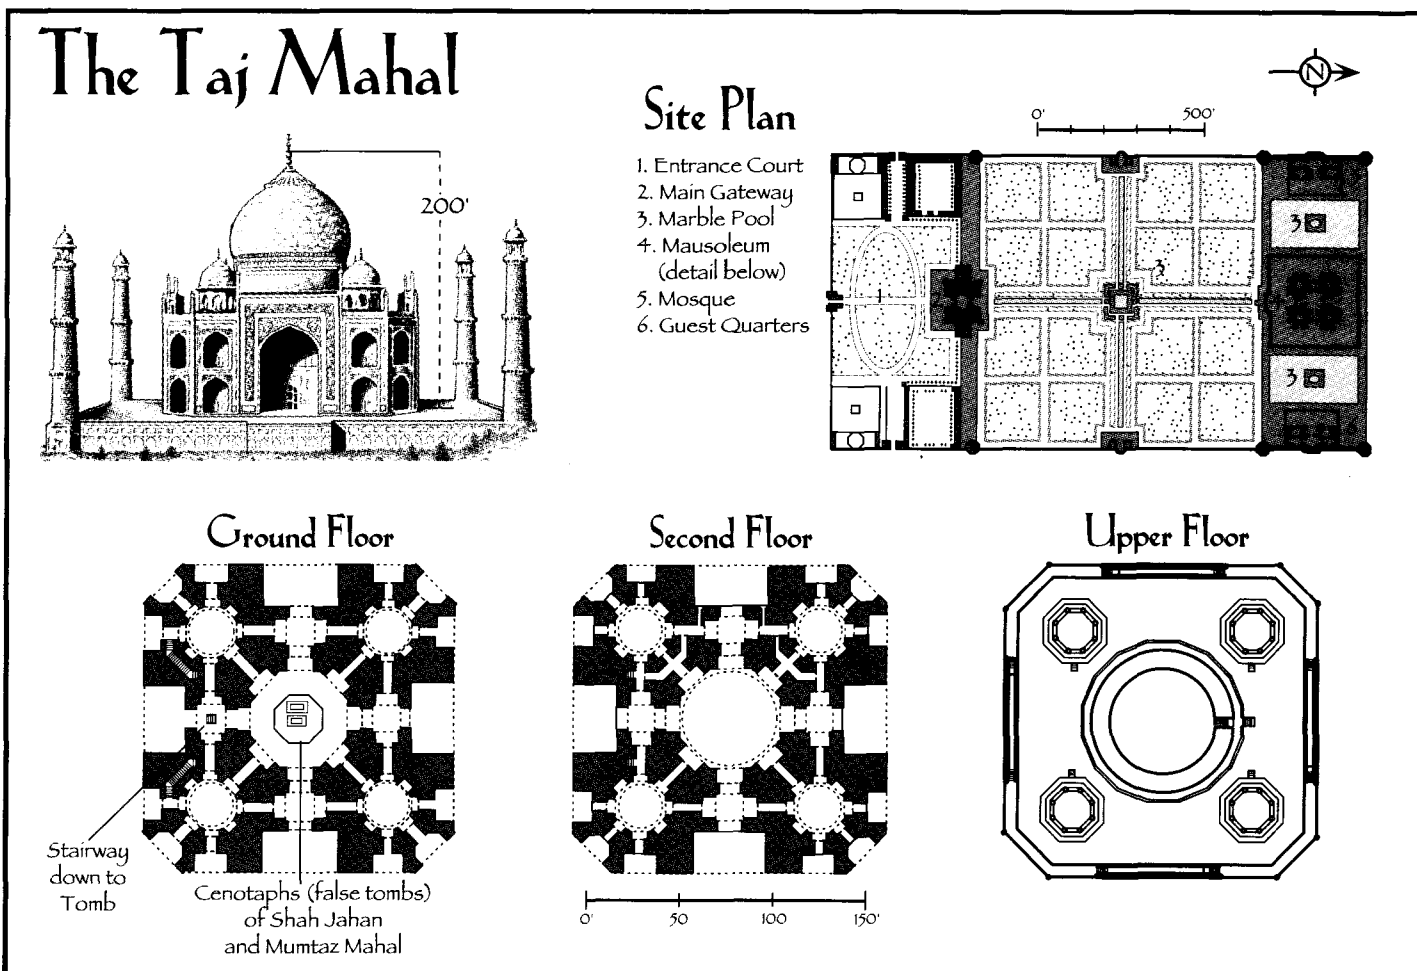 The Taj Mahal
200'
N
Site Plan
0' 500'
1. Entrance Court
2. Main Gateway
3. Marble Pool
4. Mausoleum
(detail below)
5. Mosque
6. Guest Quarters
3
3
1
3
Ground Floor
Second Floor
Upper Floor
Stairway
down to
Tomb
Cenotaphs (false tombs)
of Shah Jahan
and Mumtaz Mahal
0' 50 100 150'